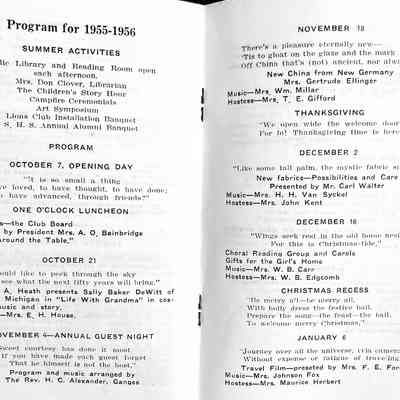 Program for 1955-1956
SUMMER ACTIVITIES
Library and Reading Room open
each afternoon.
Mrs. Don Clover, Librarian
The Children's Story Hour
Campfire Ceremonials
Art Symposium
Lions Club Installation Banquet
S. H. S. Annual Alumni Banquet
PROGRAM
OCTOBER 7, OPENING DAY
"It is so small a thing
loved, to have thought, to have done;
have advanced, through friends?"
ONE O'CLOCK LUNCHEON
—the Club Board
by President Mrs. A. O, Bainbridge
Around the Table."
OCTOBER 21
could like to peep through the sky
see what the next fifty years will bring."
A, Heath presents Sally Baker DeWitt of
Michigan in "Life With Grandma" in cos-
music and story,
—Mrs. E, H. House.
NOVEMBER 4—ANNUAL GUEST NIGHT
Sweet courtesy has done it most
If you have made each guest forget
That he himself is not the host,"
Program and music arranged by
The Rev. H. C. Alexander, Ganges
NOVEMBER 18
There's a pleasure eternally new—
'Tis to gloat on the glaze and the mark
Off China that's (not) ancient, nor
New China from New Germany
Mrs. Gertrude Ellinger
Music—Mrs. Wm. Millar
Hostess—Mrs, T. E. Gifford
THANKSGIVING
"We open wide the welcome door
For lo! Thanksgiving time is here
DECEMBER 2
"Like some tall palm, the mystic fabric
New fabrics—Possibilities and Care
Presented by Mr. Carl Walter
Music—Mrs. H. H. Van Syckel
Hostess—Mrs. John Kent
DECEMBER 16
"Wings seek rest in the old house
For this is Christmas-tide,"
Choral Reading Group and Carols
Gifts for the Girl's Home
Music—Mrs. W. B. Carr
Hostess—Mrs W. B. Edgcomb
CHRISTMAS RECESS
"Be merry all—be merry all,
With holly dress the festive hall.
Prepare the song—the feast—the ball
To welcome merry Christmas,"
JANUARY 6
"Journey over all the universe,
Without expense or fatigue of
Travel Film—presented by Mrs. F. E.
Music—Mrs. Johnson Fox
Hostess—Mrs. Maurice Herbert